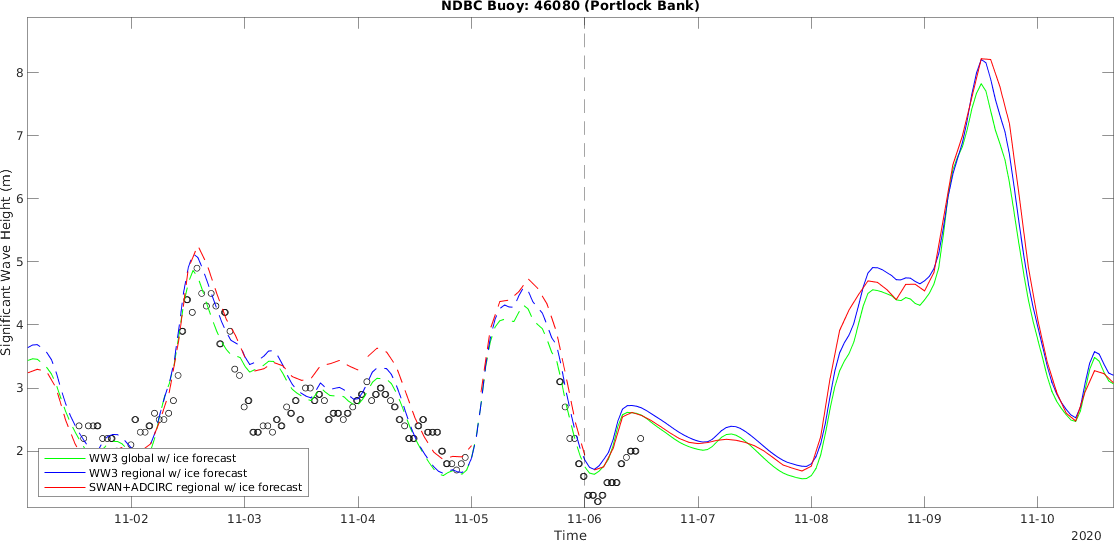 NDBC Buoy: 46080 (Portlock Bank)
Significant Wave Height (m)
8
7
6
5
4
3
2
WW3 global w/ ice forecast
WW3 regional w/ ice forecast
SWAN+ADCIRC regional w/ ice forecast
11-02 11-03 11-04 11-05 11-06 11-07 11-08 11-09 11-10
Time
2020